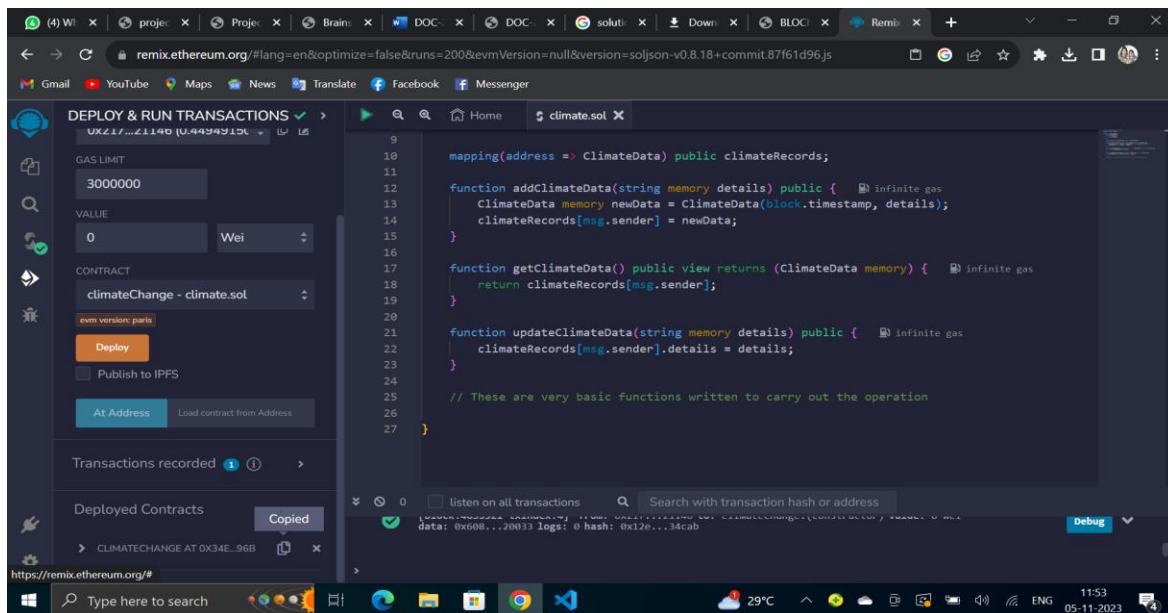 (4) WI
projec
Projec
Brain:
DOC-
DOC-
soluti
Down
BLOC
Remix
remix.ethereum.org/#lang=en&optimize=false&runs=200&evmVersion=null&version=soljson-v0.8.18+commit.87f61d96.js
Gmail YouTube Maps News Translate Facebook Messenger
DEPLOY & RUN TRANSACTIONS
0x217...21146 (0.4494915
GAS LIMIT
3000000
VALUE
0 Wei
CONTRACT
climateChange - climate.sol
evm version: paris
Deploy
Publish to IPFS
At Address Load contract from Address
Transactions recorded 1 i
Deployed Contracts
Copied
CLIMATECHANGE AT 0X34E...96B
https://remix.ethereum.org/#
Home climate.sol
9
10 mapping(address => ClimateData) public climateRecords;
11
12 function addClimateData(string memory details) public { infinite gas
13 ClimateData memory newData = ClimateData(block.timestamp, details);
14 climateRecords[msg.sender] = newData;
15 }
16
17 function getClimateData() public view returns (ClimateData memory) { infinite gas
18 return climateRecords[msg.sender];
19 }
20
21 function updateClimateData(string memory details) public { infinite gas
22 climateRecords[msg.sender].details = details;
23 }
24
25 // These are very basic functions written to carry out the operation
26
27 }
0 listen on all transactions Search with transaction hash or address
data: 0x608...20033 logs: 0 hash: 0x12e...34cab
Debug
>
Type here to search
29°C ENG 11:53
05-11-2023 4